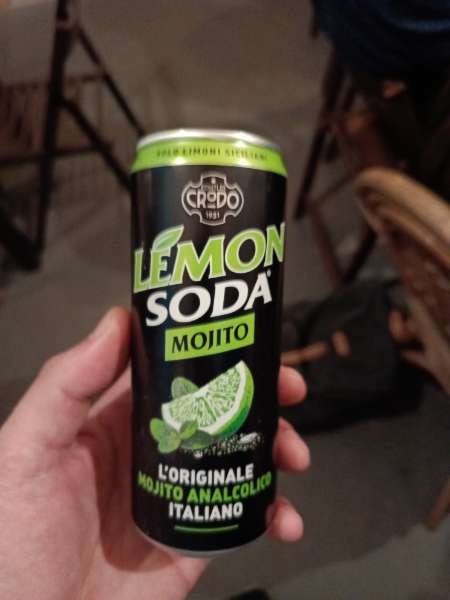 SOLO LIMONI SICILIANI
CRODO
1951
LEMON
SODA
MOJITO
L'ORIGINALE
MOJITO ANALCOLICO
ITALIANO